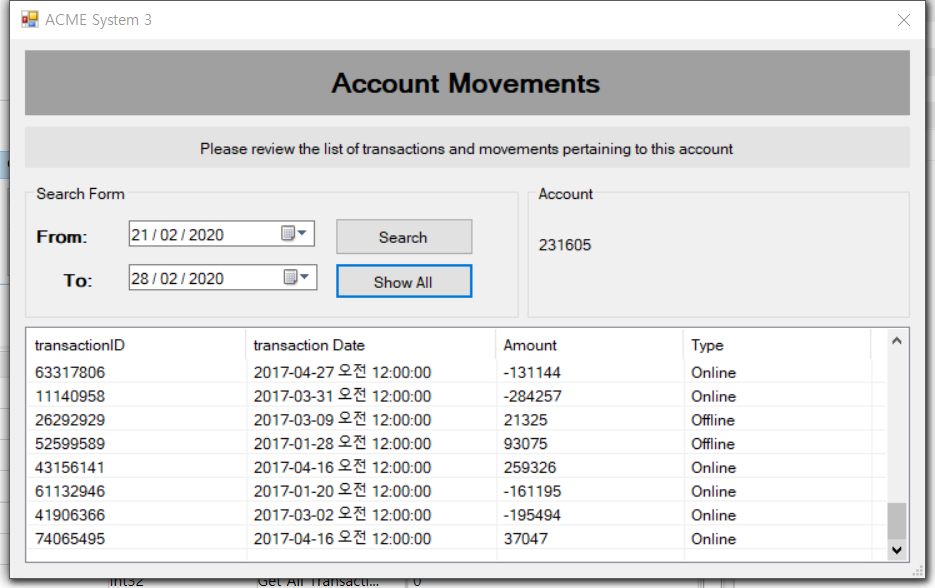 ACME System 3
Account Movements
Please review the list of transactions and movements pertaining to this account
Search Form
Account
From:
21 / 02 / 2020
Search
231605
To:
28 / 02 / 2020
Show All
transactionID transaction Date Amount Type
63317806 2017-04-27 오전 12:00:00 -131144 Online
11140958 2017-03-31 오전 12:00:00 -284257 Online
26292929 2017-03-09 오전 12:00:00 21325 Offline
52599589 2017-01-28 오전 12:00:00 93075 Offline
43156141 2017-04-16 오전 12:00:00 259326 Online
61132946 2017-01-20 오전 12:00:00 -161195 Online
41906366 2017-03-02 오전 12:00:00 -195494 Online
74065495 2017-04-16 오전 12:00:00 37047 Online
Int32 Get All Transacti... 0